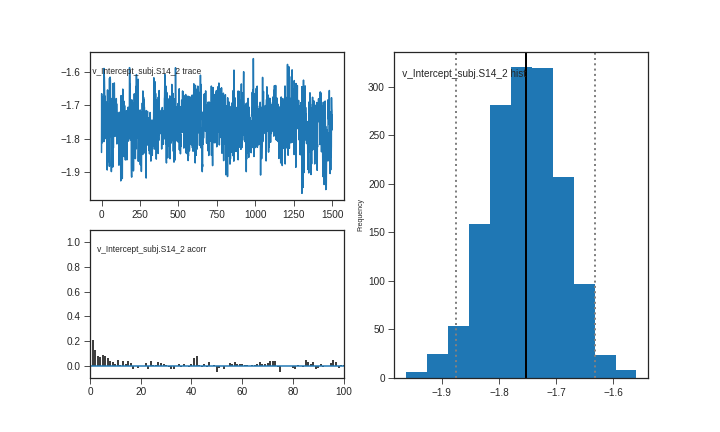 v_Intercept_subj.S14_2 trace
−1.6
−1.7
−1.8
−1.9
0 250 500 750 1000 1250 1500
v_Intercept_subj.S14_2 acorr
1.0
0.8
0.6
0.4
0.2
0.0
0 20 40 60 80 100
v_Intercept_subj.S14_2 hist
Frequency
300
250
200
150
100
50
0
−1.9 −1.8 −1.7 −1.6